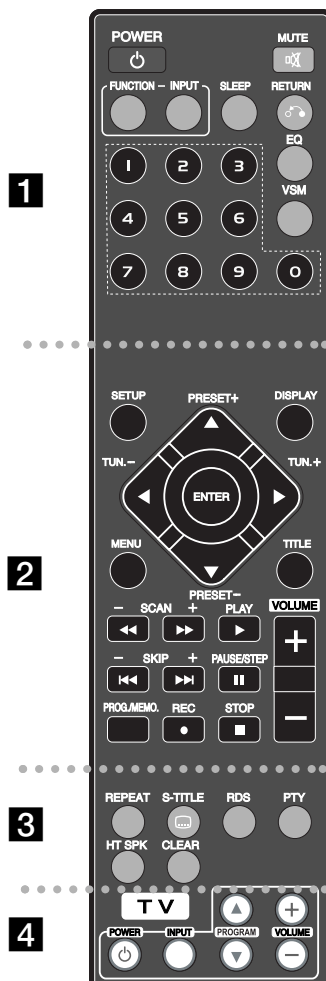 POWER MUTE
FUNCTION INPUT SLEEP RETURN
EQ
1 2 3
1
VSM
4 5 6
7 8 9 0
SETUP PRESET+ DISPLAY
TUN.- TUN.+
ENTER
MENU TITLE
2
PRESET-
- SCAN + PLAY VOLUME
+
- SKIP + PAUSE/STEP
PROG./MEMO. REC STOP
-
REPEAT S-TITLE RDS PTY
3
HT SPK CLEAR
TV
+
4
POWER INPUT PROGRAM VOLUME
-